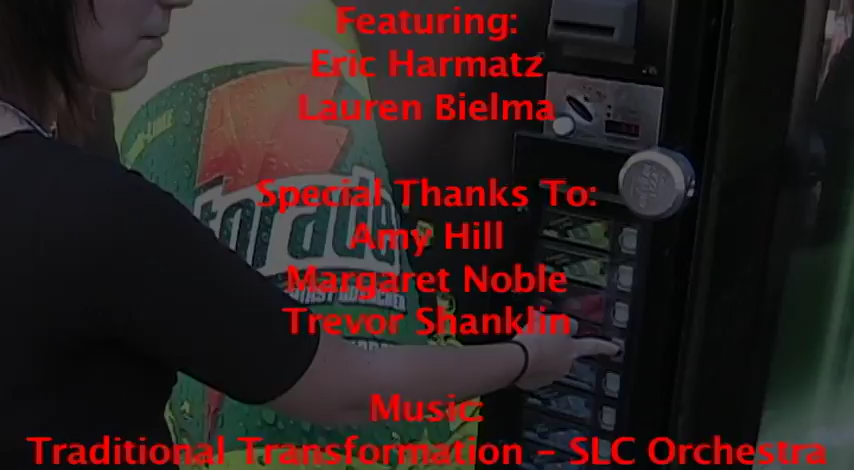 Featuring:
Eric Harmatz
Lauren Bielma
Special Thanks To:
Amy Hill
Margaret Noble
Trevor Shanklin
Music:
Traditional Transformation - SLC Orchestra